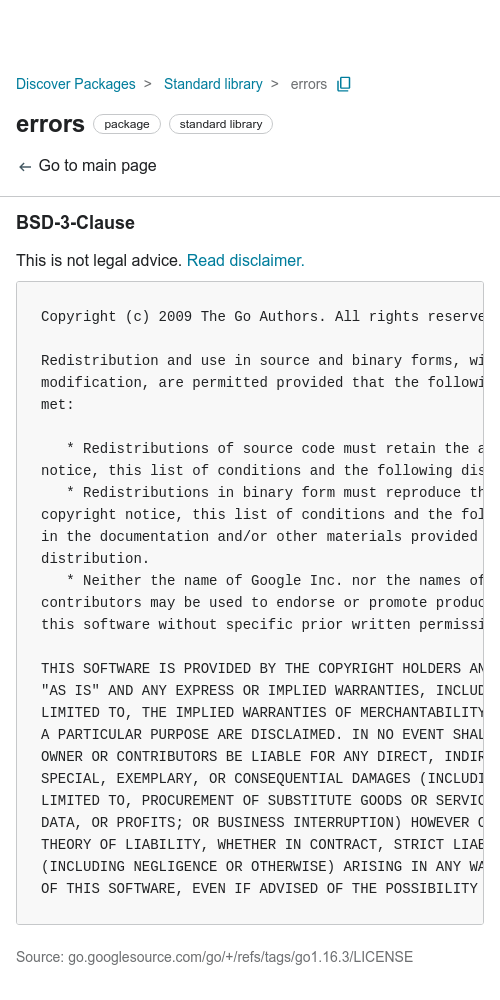 Discover Packages > Standard library > errors
errors package standard library
← Go to main page
BSD-3-Clause
This is not legal advice. Read disclaimer.
Copyright (c) 2009 The Go Authors. All rights reserve
Redistribution and use in source and binary forms, wi
modification, are permitted provided that the followi
met:
* Redistributions of source code must retain the a
notice, this list of conditions and the following dis
* Redistributions in binary form must reproduce th
copyright notice, this list of conditions and the fol
in the documentation and/or other materials provided
distribution.
* Neither the name of Google Inc. nor the names of
contributors may be used to endorse or promote produc
this software without specific prior written permissi
THIS SOFTWARE IS PROVIDED BY THE COPYRIGHT HOLDERS AN
"AS IS" AND ANY EXPRESS OR IMPLIED WARRANTIES, INCLUD
LIMITED TO, THE IMPLIED WARRANTIES OF MERCHANTABILITY
A PARTICULAR PURPOSE ARE DISCLAIMED. IN NO EVENT SHAL
OWNER OR CONTRIBUTORS BE LIABLE FOR ANY DIRECT, INDIR
SPECIAL, EXEMPLARY, OR CONSEQUENTIAL DAMAGES (INCLUDI
LIMITED TO, PROCUREMENT OF SUBSTITUTE GOODS OR SERVIC
DATA, OR PROFITS; OR BUSINESS INTERRUPTION) HOWEVER C
THEORY OF LIABILITY, WHETHER IN CONTRACT, STRICT LIAB
(INCLUDING NEGLIGENCE OR OTHERWISE) ARISING IN ANY WA
OF THIS SOFTWARE, EVEN IF ADVISED OF THE POSSIBILITY
Source: go.googlesource.com/go/+/refs/tags/go1.16.3/LICENSE